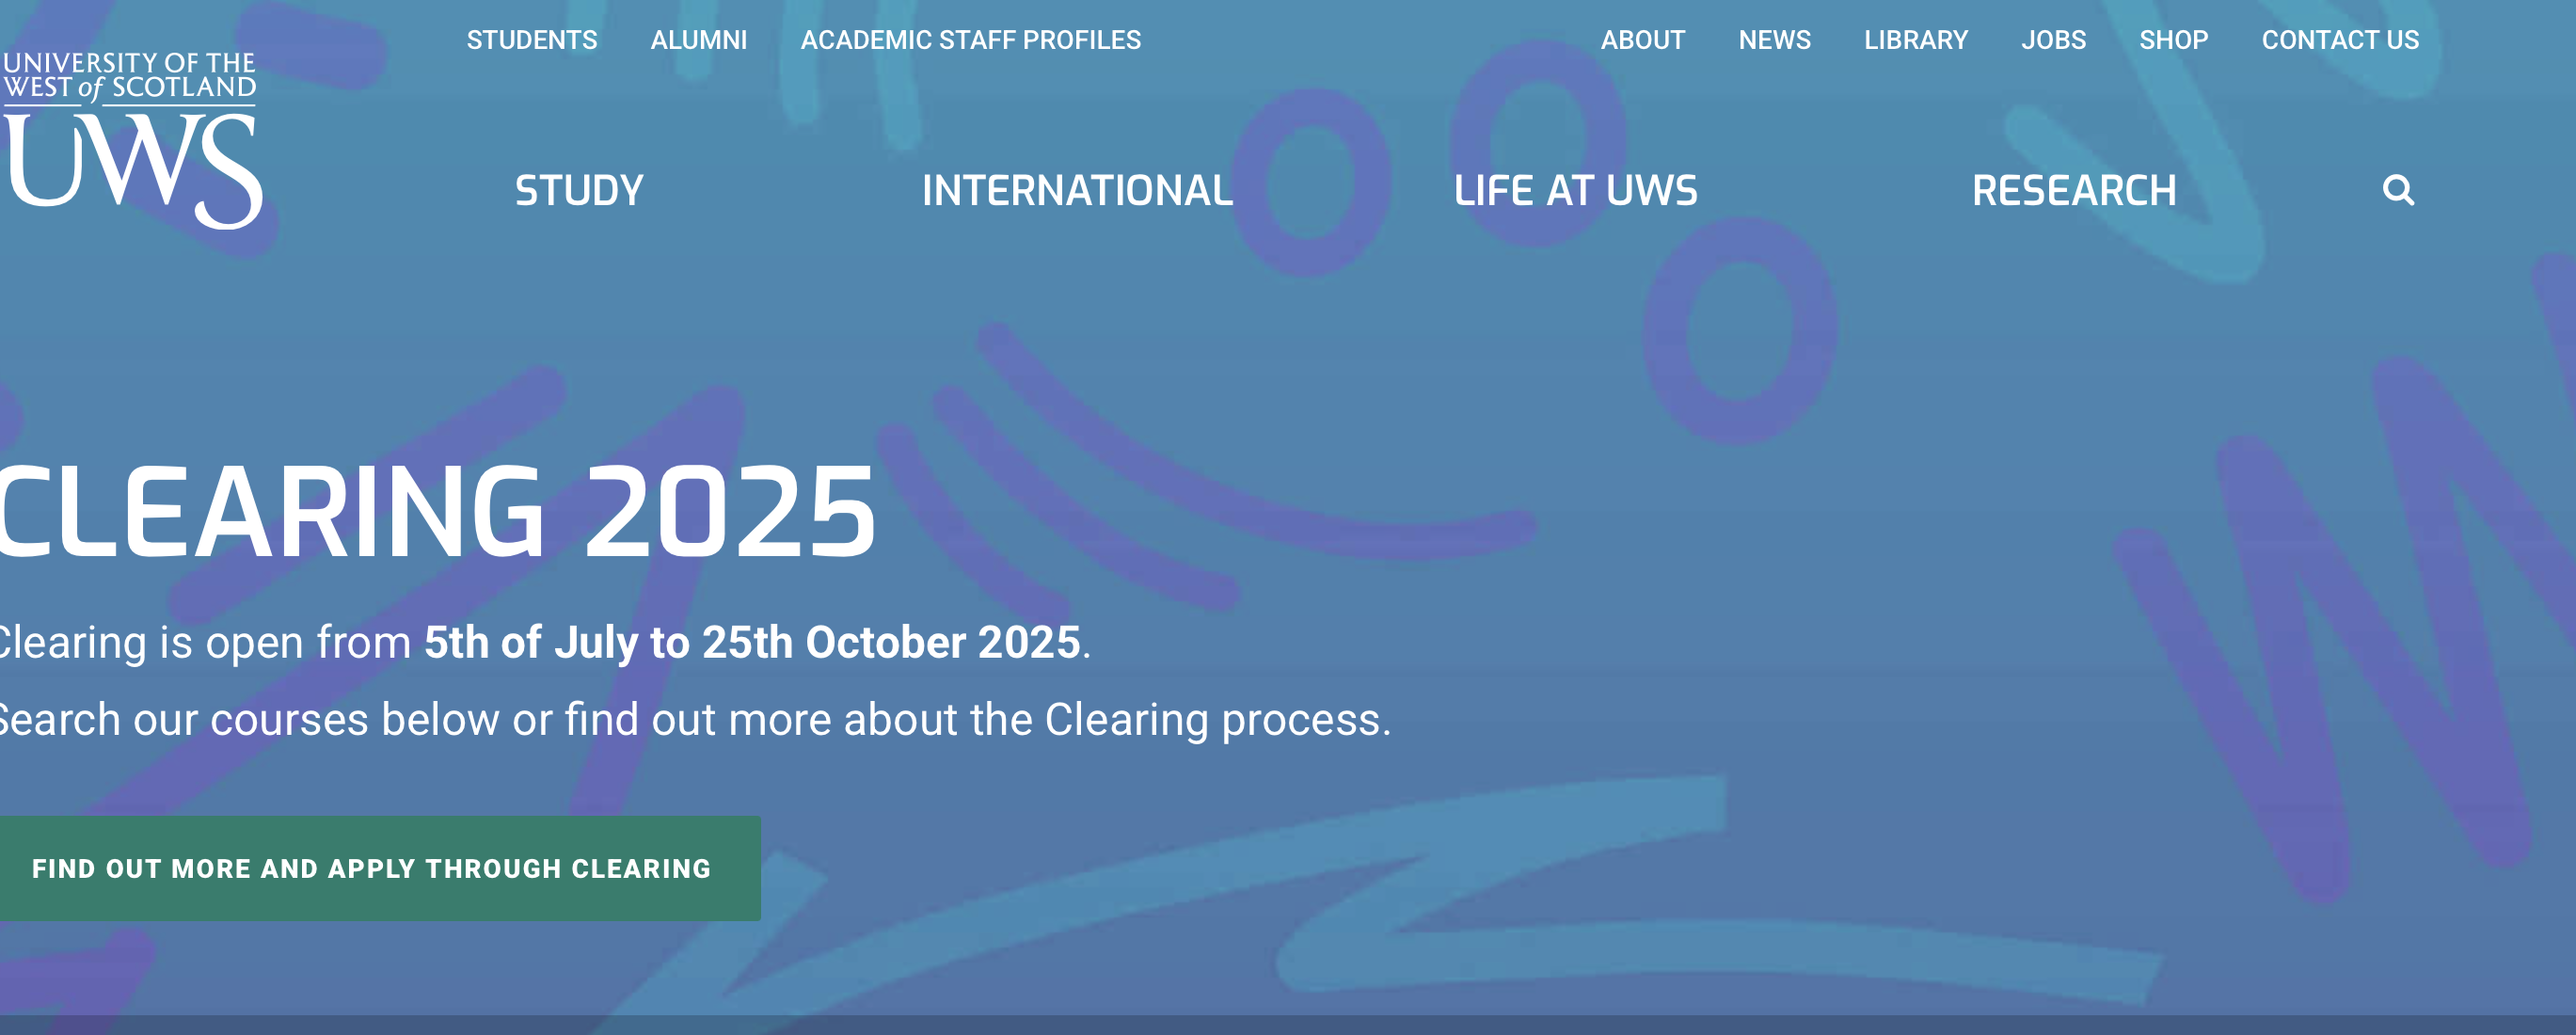 STUDENTS ALUMNI ACADEMIC STAFF PROFILES ABOUT NEWS LIBRARY JOBS SHOP CONTACT US
UNIVERSITY OF THE
WEST of SCOTLAND
UWS
STUDY INTERNATIONAL LIFE AT UWS RESEARCH
CLEARING 2025
Clearing is open from 5th of July to 25th October 2025.
Search our courses below or find out more about the Clearing process.
FIND OUT MORE AND APPLY THROUGH CLEARING